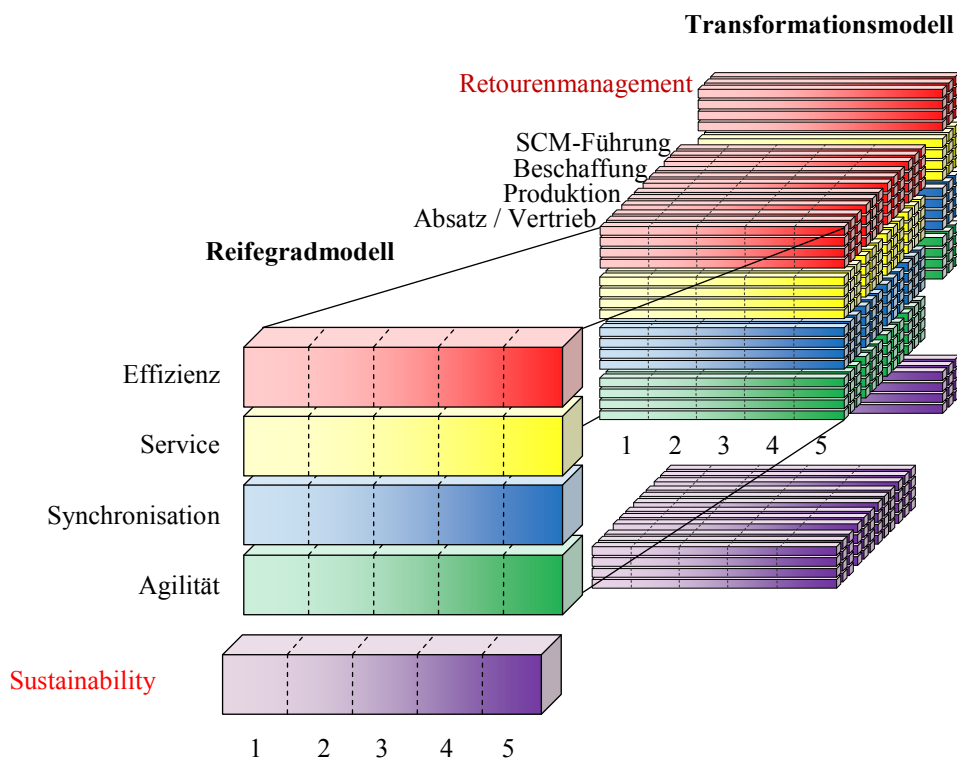 Transformationsmodell
Retourenmanagement
SCM-Führung
Beschaffung
Produktion
Absatz / Vertrieb
Reifegradmodell
Effizienz
Service
1 2 3 4 5
Synchronisation
Agilität
Sustainability
1 2 3 4 5